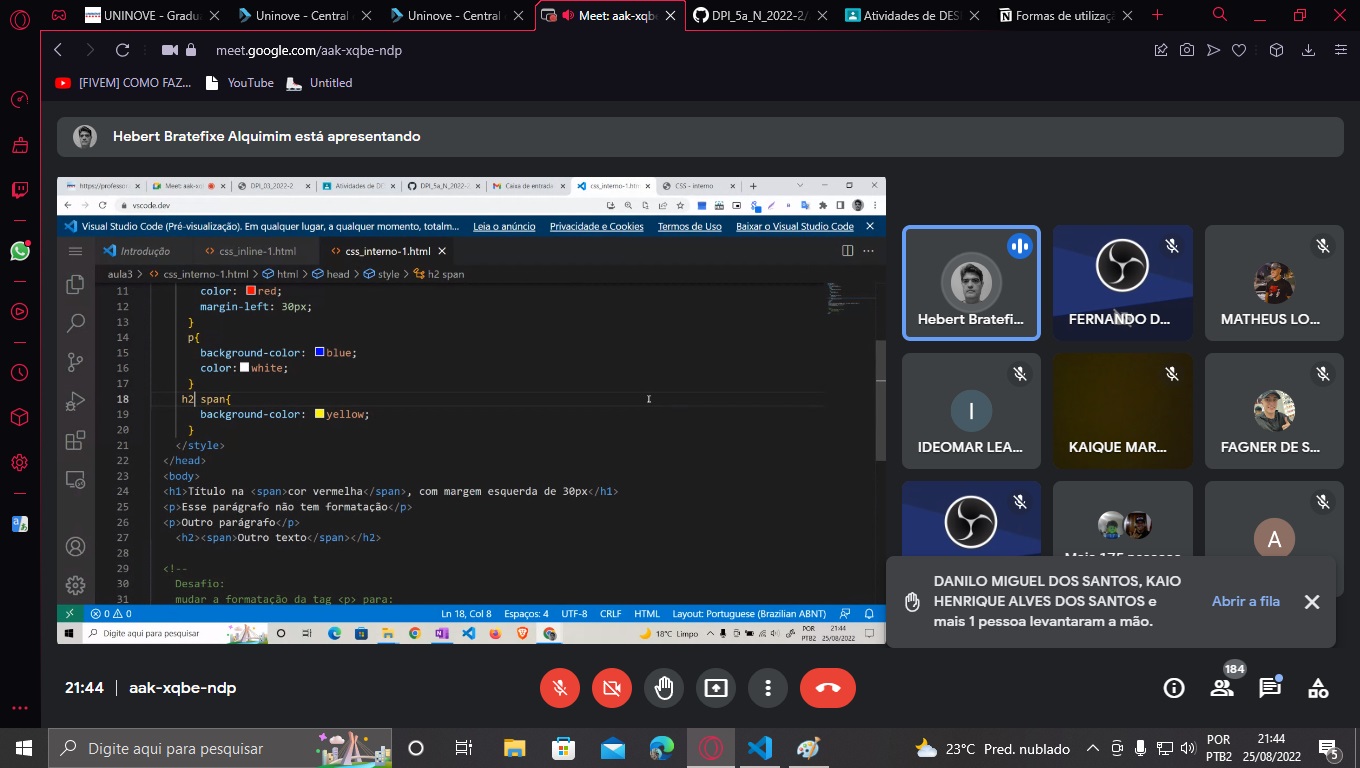 UNINOVE - Gradu
Uninove - Central
Uninove - Central
Meet: aak-xqbe
DPI_5a_N_2022-2/
Atividades de DES
Formas de utilizaç
meet.google.com/aak-xqbe-ndp
[FIVEM] COMO FAZ...
YouTube
Untitled
Hebert Bratefixe Alquimim está apresentando
https://professor
Meet: aak-xq
DPI_03_2022-2
Atividades de DE
DPI_5a_N_2022-
Caixa de entrada
css_interno-1.htm
CSS - interno
vscode.dev
Visual Studio Code (Pré-visualização). Em qualquer lugar, a qualquer momento, totalm...
Leia o anúncio
Privacidade e Cookies
Termos de Uso
Baixar o Visual Studio Code
Introdução
css_inline-1.html
css_interno-1.html
aula3 > css_interno-1.html > html > head > style > h2 span
11 color: red;
12 margin-left: 30px;
13 }
14 p{
15 background-color: blue;
16 color: white;
17 }
18 h2 span{
19 background-color: yellow;
20 }
21 </style>
22 </head>
23 <body>
24 <h1>Título na <span>cor vermelha</span>, com margem esquerda de 30px</h1>
25 <p>Esse parágrafo não tem formatação</p>
26 <p>Outro parágrafo</p>
27 <h2><span>Outro texto</span></h2>
28
29 <!--
30 Desafio:
31 mudar a formatação da tag <p> para:
0 0
Ln 18, Col 8
Espaços: 4
UTF-8
CRLF
HTML
Layout: Portuguese (Brazilian ABNT)
Digite aqui para pesquisar
18°C Limpo
POR
PTB2
21:44
25/08/2022
Hebert Bratefi...
FERNANDO D...
MATHEUS LO...
I
IDEOMAR LEA...
KAIQUE MAR...
FAGNER DE S...
A
DANILO MIGUEL DOS SANTOS, KAIO
HENRIQUE ALVES DOS SANTOS e
mais 1 pessoa levantaram a mão.
Abrir a fila
21:44 | aak-xqbe-ndp
184
Digite aqui para pesquisar
23°C Pred. nublado
POR
PTB2
21:44
25/08/2022
5